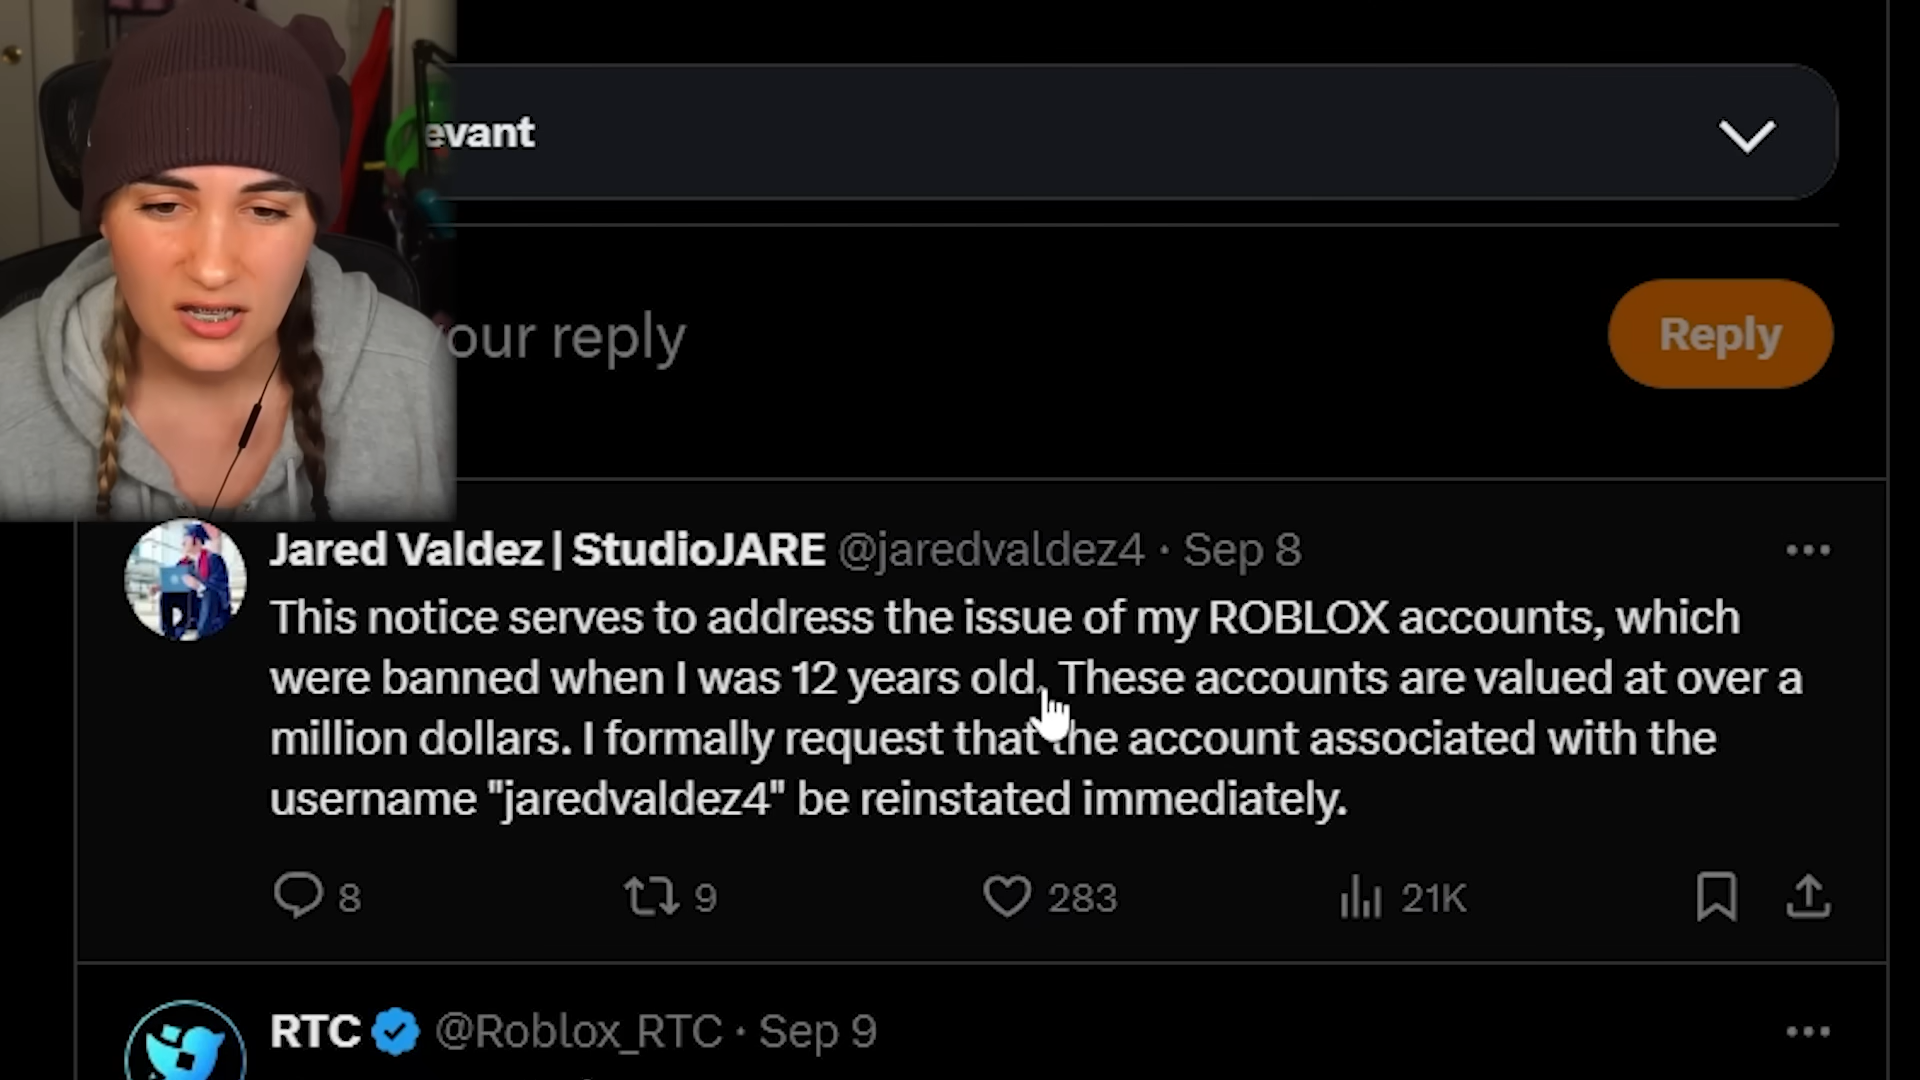 evant
our reply
Reply
Jared Valdez | StudioJARE @jaredvaldez4 · Sep 8
This notice serves to address the issue of my ROBLOX accounts, which
were banned when I was 12 years old. These accounts are valued at over a
million dollars. I formally request that the account associated with the
username "jaredvaldez4" be reinstated immediately.
8 9 283 21K
RTC @Roblox_RTC · Sep 9